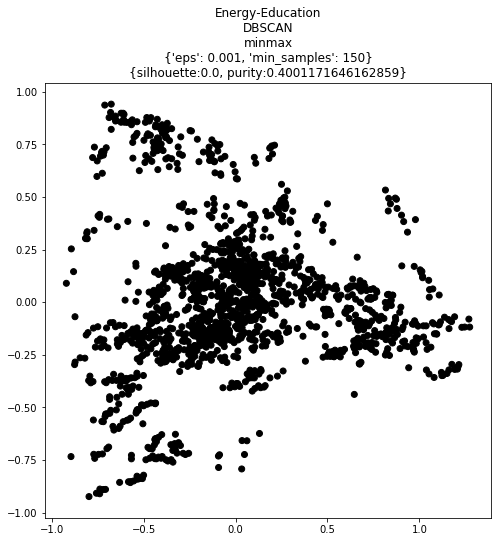 Energy-Education
DBSCAN
minmax
{'eps': 0.001, 'min_samples': 150}
{silhouette:0.0, purity:0.4001171646162859}
1.00
0.75
0.50
0.25
0.00
−0.25
−0.50
−0.75
−1.00
−1.0
−0.5
0.0
0.5
1.0